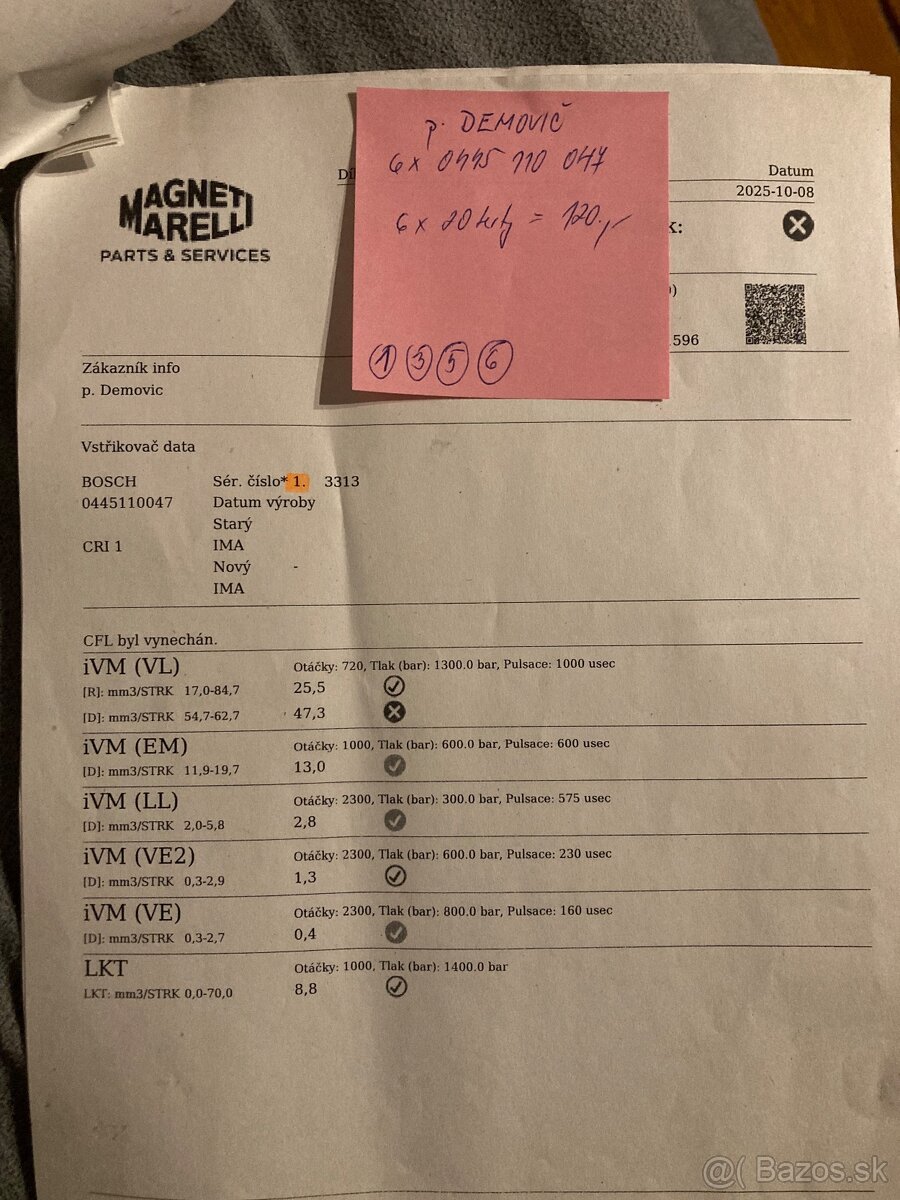 p. DEMOVIČ
6x 0445 110 047
6 x 20 = 120,-
1 3 5 6
MAGNETI
MARELLI
PARTS & SERVICES
Datum
2025-10-08
K:
596
Zákazník info
p. Demovic
Vstřikovač data
BOSCH Sér. číslo* 1. 3313
0445110047 Datum výroby
Starý
CRI 1 IMA
Nový -
IMA
CFL byl vynechán.
iVM (VL) Otáčky: 720, Tlak (bar): 1300.0 bar, Pulsace: 1000 usec
[R]: mm3/STRK 17,0-84,7 25,5
[D]: mm3/STRK 54,7-62,7 47,3
iVM (EM) Otáčky: 1000, Tlak (bar): 600.0 bar, Pulsace: 600 usec
[D]: mm3/STRK 11,9-19,7 13,0
iVM (LL) Otáčky: 2300, Tlak (bar): 300.0 bar, Pulsace: 575 usec
[D]: mm3/STRK 2,0-5,8 2,8
iVM (VE2) Otáčky: 2300, Tlak (bar): 600.0 bar, Pulsace: 230 usec
[D]: mm3/STRK 0,3-2,9 1,3
iVM (VE) Otáčky: 2300, Tlak (bar): 800.0 bar, Pulsace: 160 usec
[D]: mm3/STRK 0,3-2,7 0,4
LKT Otáčky: 1000, Tlak (bar): 1400.0 bar
LKT: mm3/STRK 0,0-70,0 8,8
@( Bazos.sk